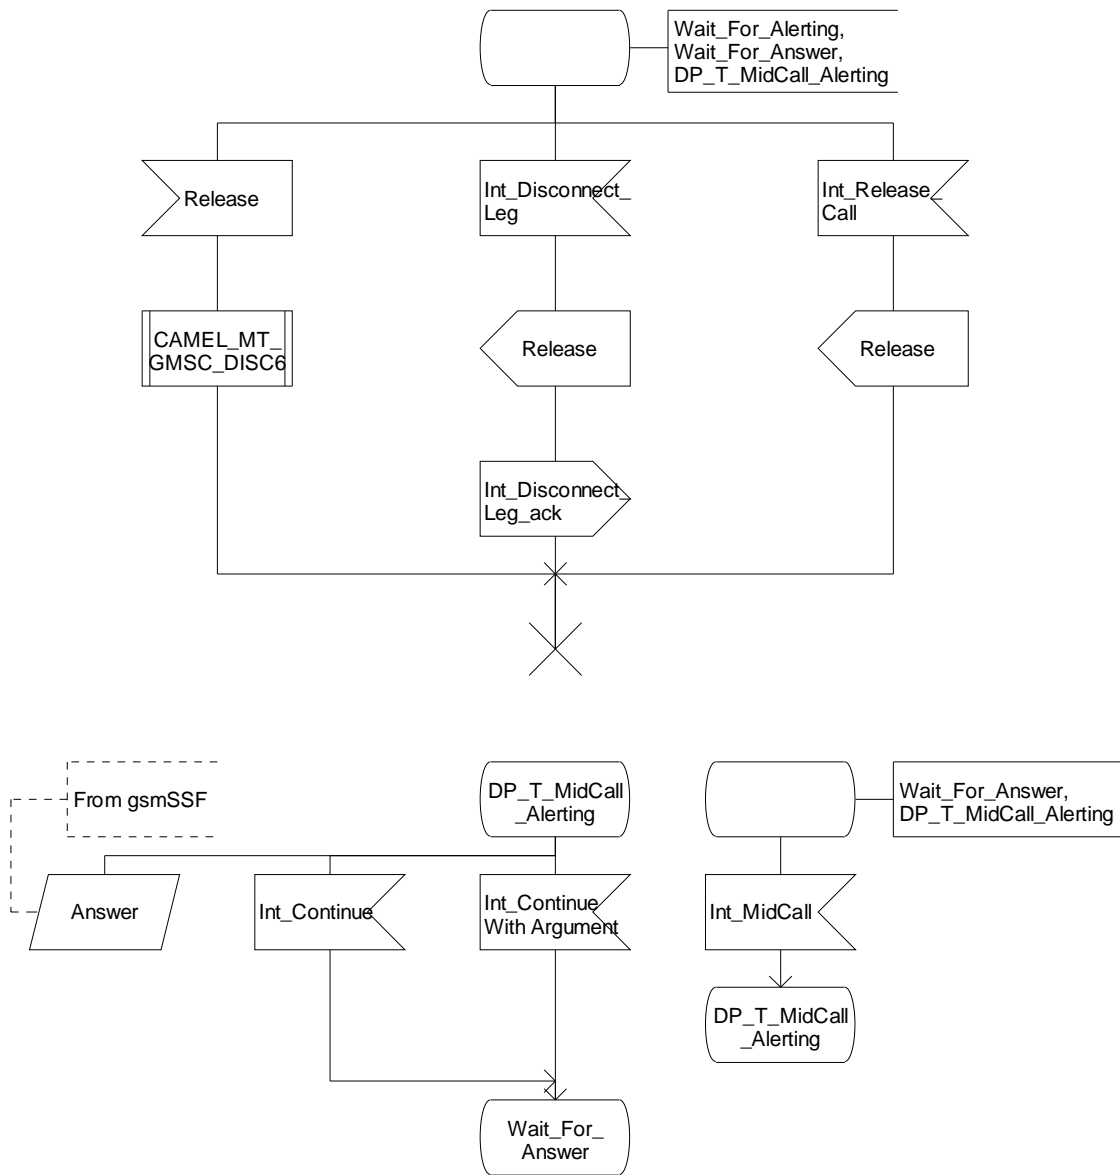 Wait_For_Alerting,
Wait_For_Answer,
DP_T_MidCall_Alerting
Release
Int_Disconnect_
Leg
Int_Release_
Call
CAMEL_MT_
GMSC_DISC6
Release
Release
Int_Disconnect_
Leg_ack
From gsmSSF
DP_T_MidCall
_Alerting
Wait_For_Answer,
DP_T_MidCall_Alerting
Answer
Int_Continue
Int_Continue_
With Argument
Int_MidCall
DP_T_MidCall
_Alerting
Wait_For_
Answer